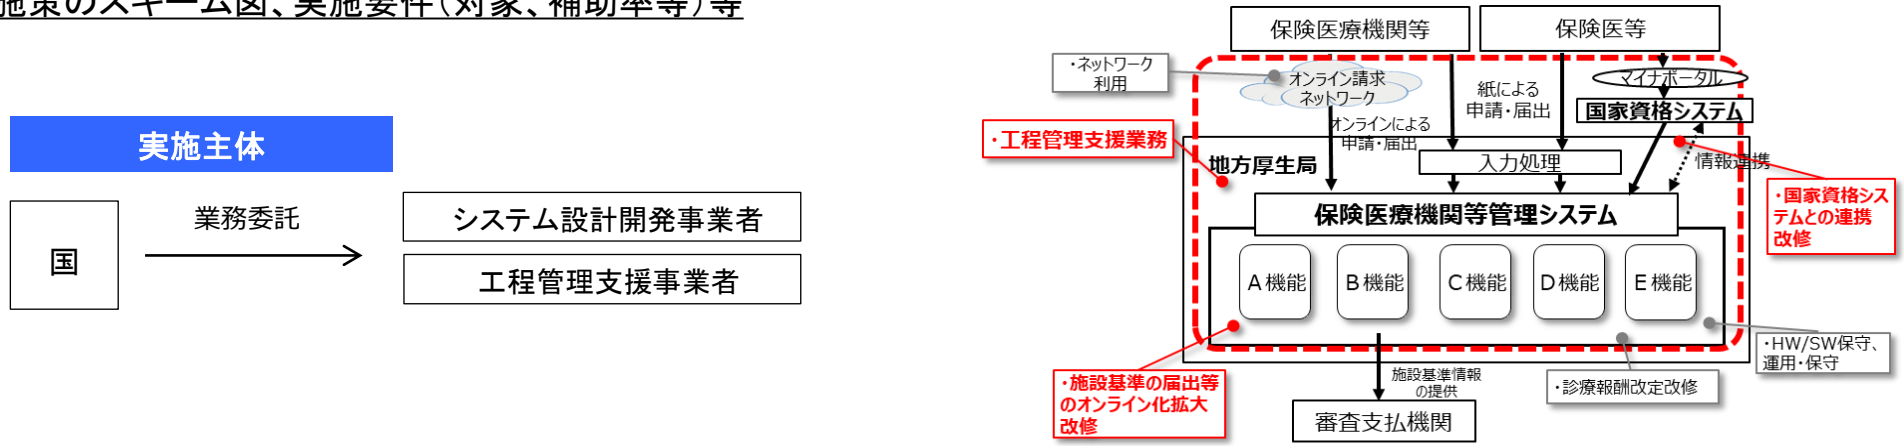 施策のスキーム図、実施要件(対象、補助率等)等
実施主体
国
業務委託
システム設計開発事業者
工程管理支援事業者
保険医療機関等
保険医等
・ネットワーク
利用
オンライン請求
ネットワーク
紙による
申請・届出
マイナポータル
国家資格システム
オンラインによる
申請・届出
・工程管理支援業務
地方厚生局
入力処理
情報連携
・国家資格シス
テムとの連携
改修
保険医療機関等管理システム
A機能
B機能
C機能
D機能
E機能
・HW/SW保守、
運用・保守
・施設基準の届出等
のオンライン化拡大
改修
施設基準情報
の提供
・診療報酬改定改修
審査支払機関